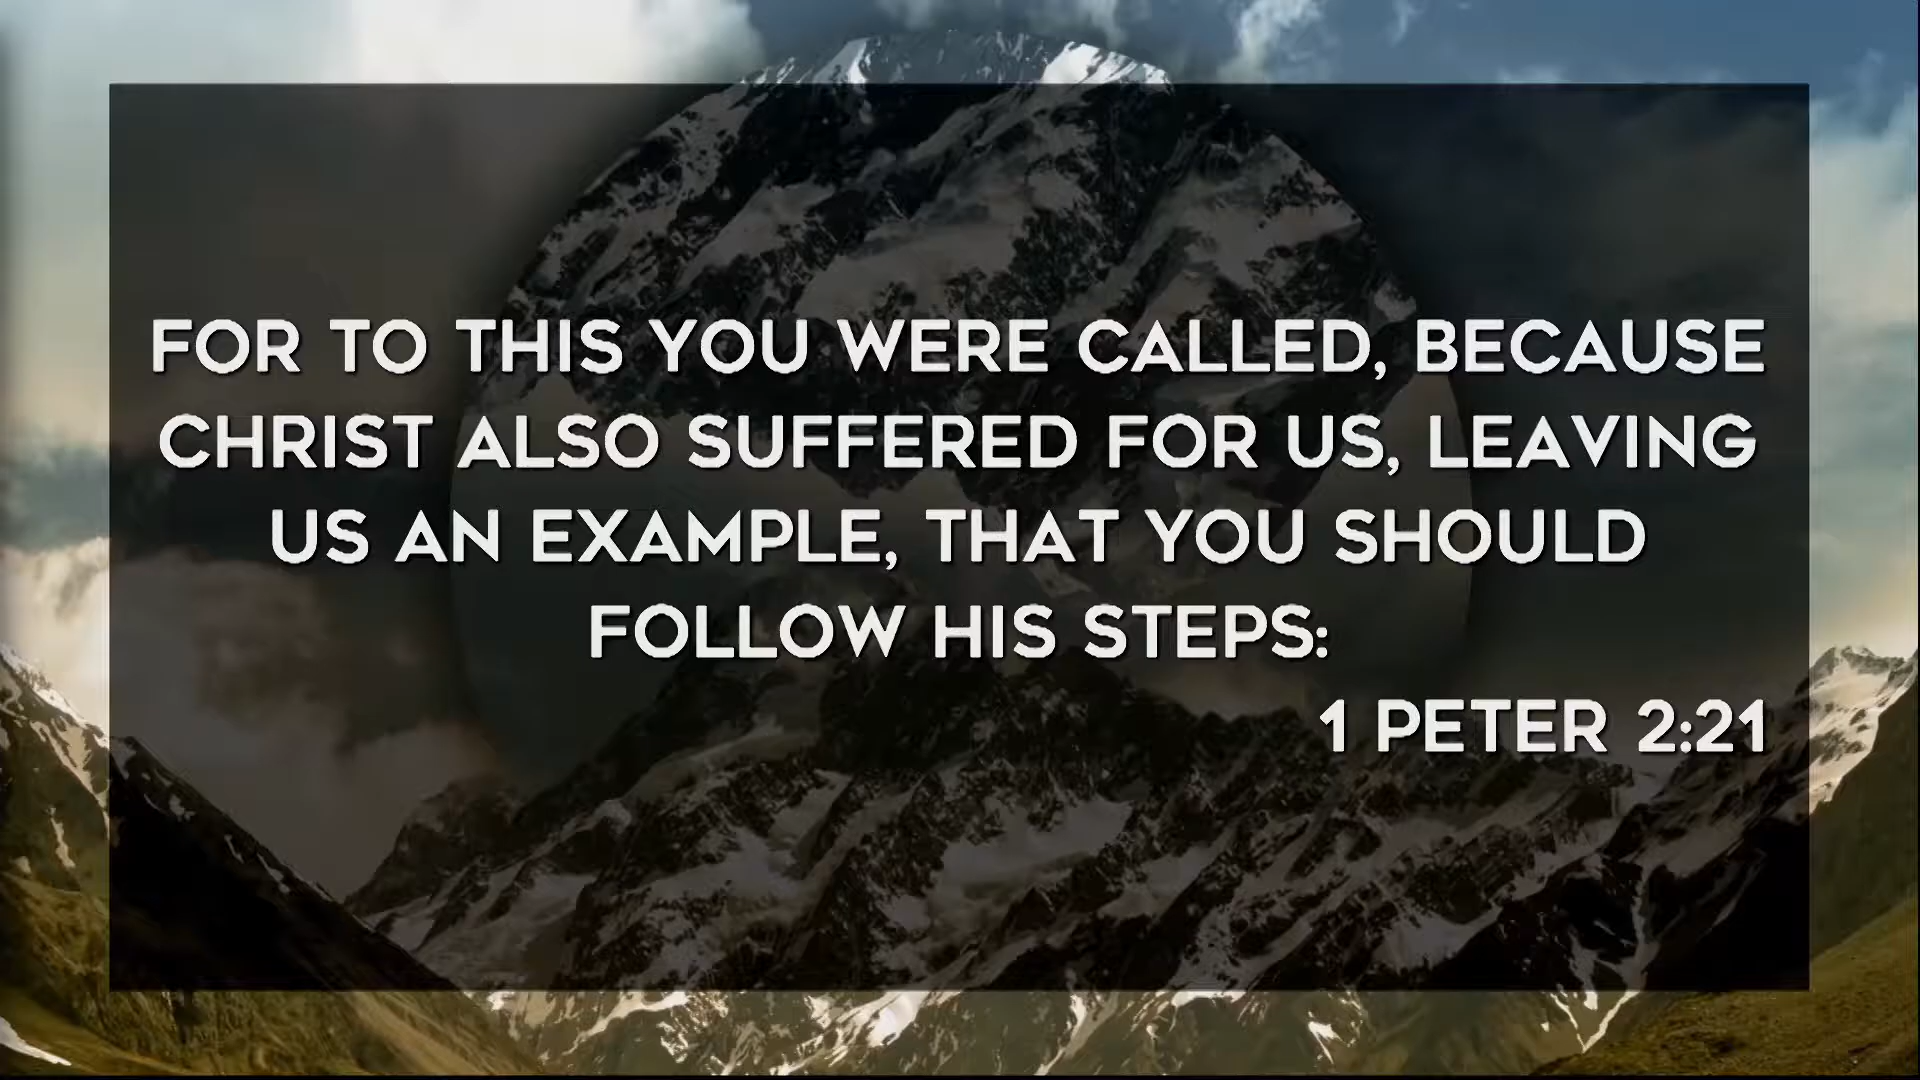 FOR TO THIS YOU WERE CALLED, BECAUSE
CHRIST ALSO SUFFERED FOR US, LEAVING
US AN EXAMPLE, THAT YOU SHOULD
FOLLOW HIS STEPS:
1 PETER 2:21